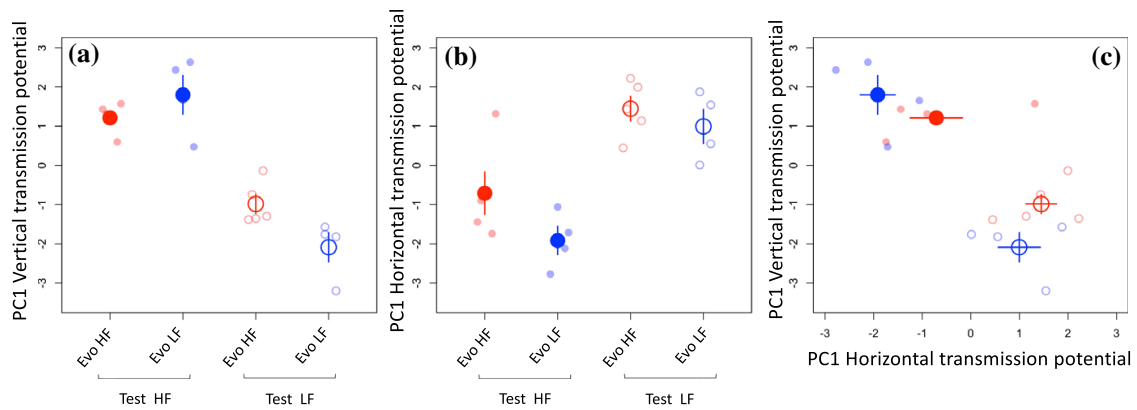 (a)
PC1 Vertical transmission potential
3
2
1
0
-1
-2
-3
Evo HF
Evo LF
Evo HF
Evo LF
Test HF
Test LF
(b)
PC1 Horizontal transmission potential
3
2
1
0
-1
-2
-3
Evo HF
Evo LF
Evo HF
Evo LF
Test HF
Test LF
(c)
PC1 Vertical transmission potential
3
2
1
0
-1
-2
-3
-3 -2 -1 0 1 2 3
PC1 Horizontal transmission potential